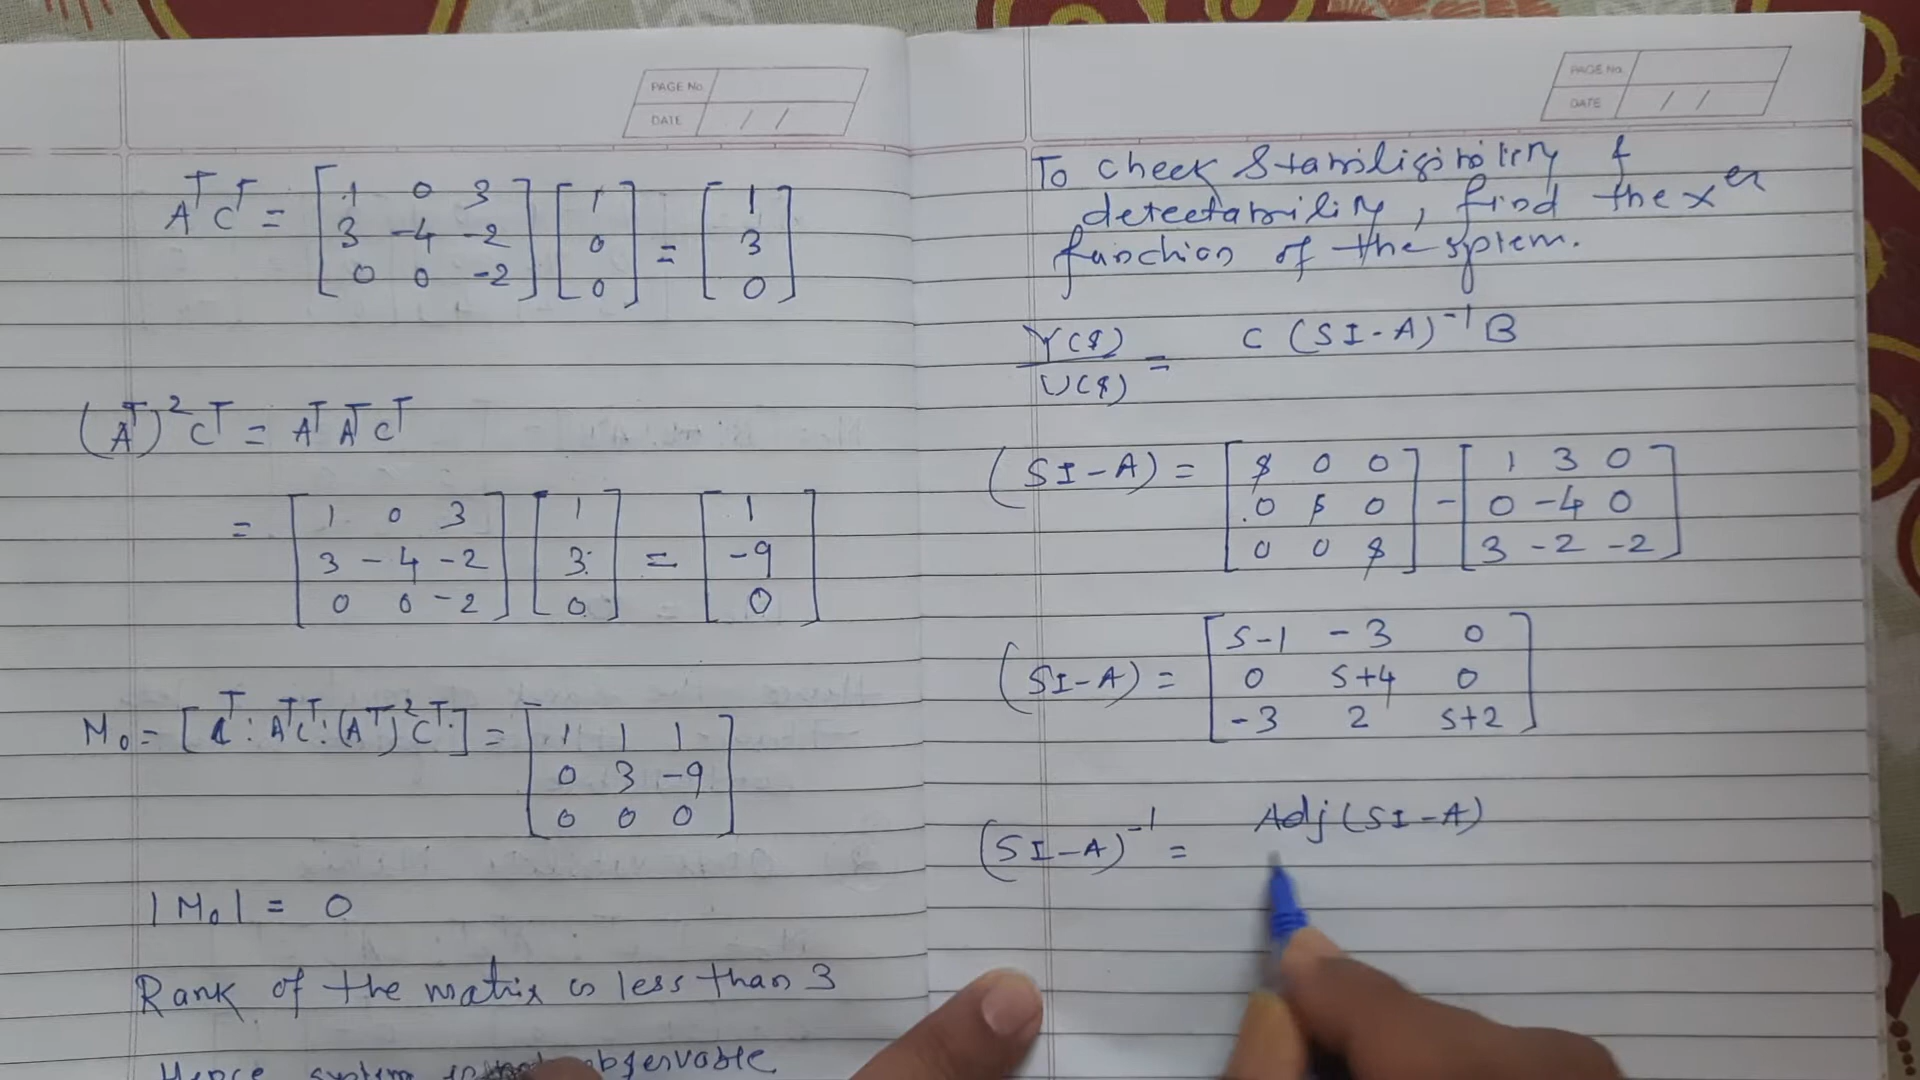 PAGE No.
DATE / /
A^T C^T = [1 0 3; 3 -4 -2; 0 0 -2] [1; 0; 0] = [1; 3; 0]
(A^T)^2 C^T = A^T A^T C^T
= [1 0 3; 3 -4 -2; 0 0 -2] [1; 3; 0] = [1; -9; 0]
M0 = [C^T : A^T C^T : (A^T)^2 C^T] = [1 1 1; 0 3 -9; 0 0 0]
|M0| = 0
Rank of the matrix is less than 3
Hence system observable
PAGE No.
DATE / /
To check Stabilizability &
detectability, find the x^er
function of the system.
Y(s)/U(s) = C (SI-A)^-1 B
(SI-A) = [s 0 0; 0 s 0; 0 0 s] - [1 3 0; 0 -4 0; 3 -2 -2]
(SI-A) = [s-1 -3 0; 0 s+4 0; -3 2 s+2]
(SI-A)^-1 = Adj(SI-A)